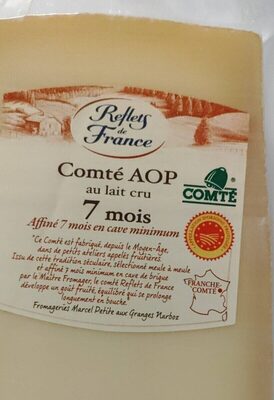 Reflets
de
France
Comté AOP
au lait cru
COMTÉ
7 mois
Affiné 7 mois en cave minimum
"Ce Comté est fabriqué, depuis le Moyen-Age,
dans de petits ateliers appelés fruitières.
Issu de cette tradition séculaire, sélectionné meule à meule
et affiné 7 mois minimum en cave de brique
par le Maître Fromager, le comté Reflets de France
développe un goût fruité, équilibré qui se prolonge
longuement en bouche."
FRANCHE-
COMTÉ
Fromageries Marcel Petite aux Granges Narboz